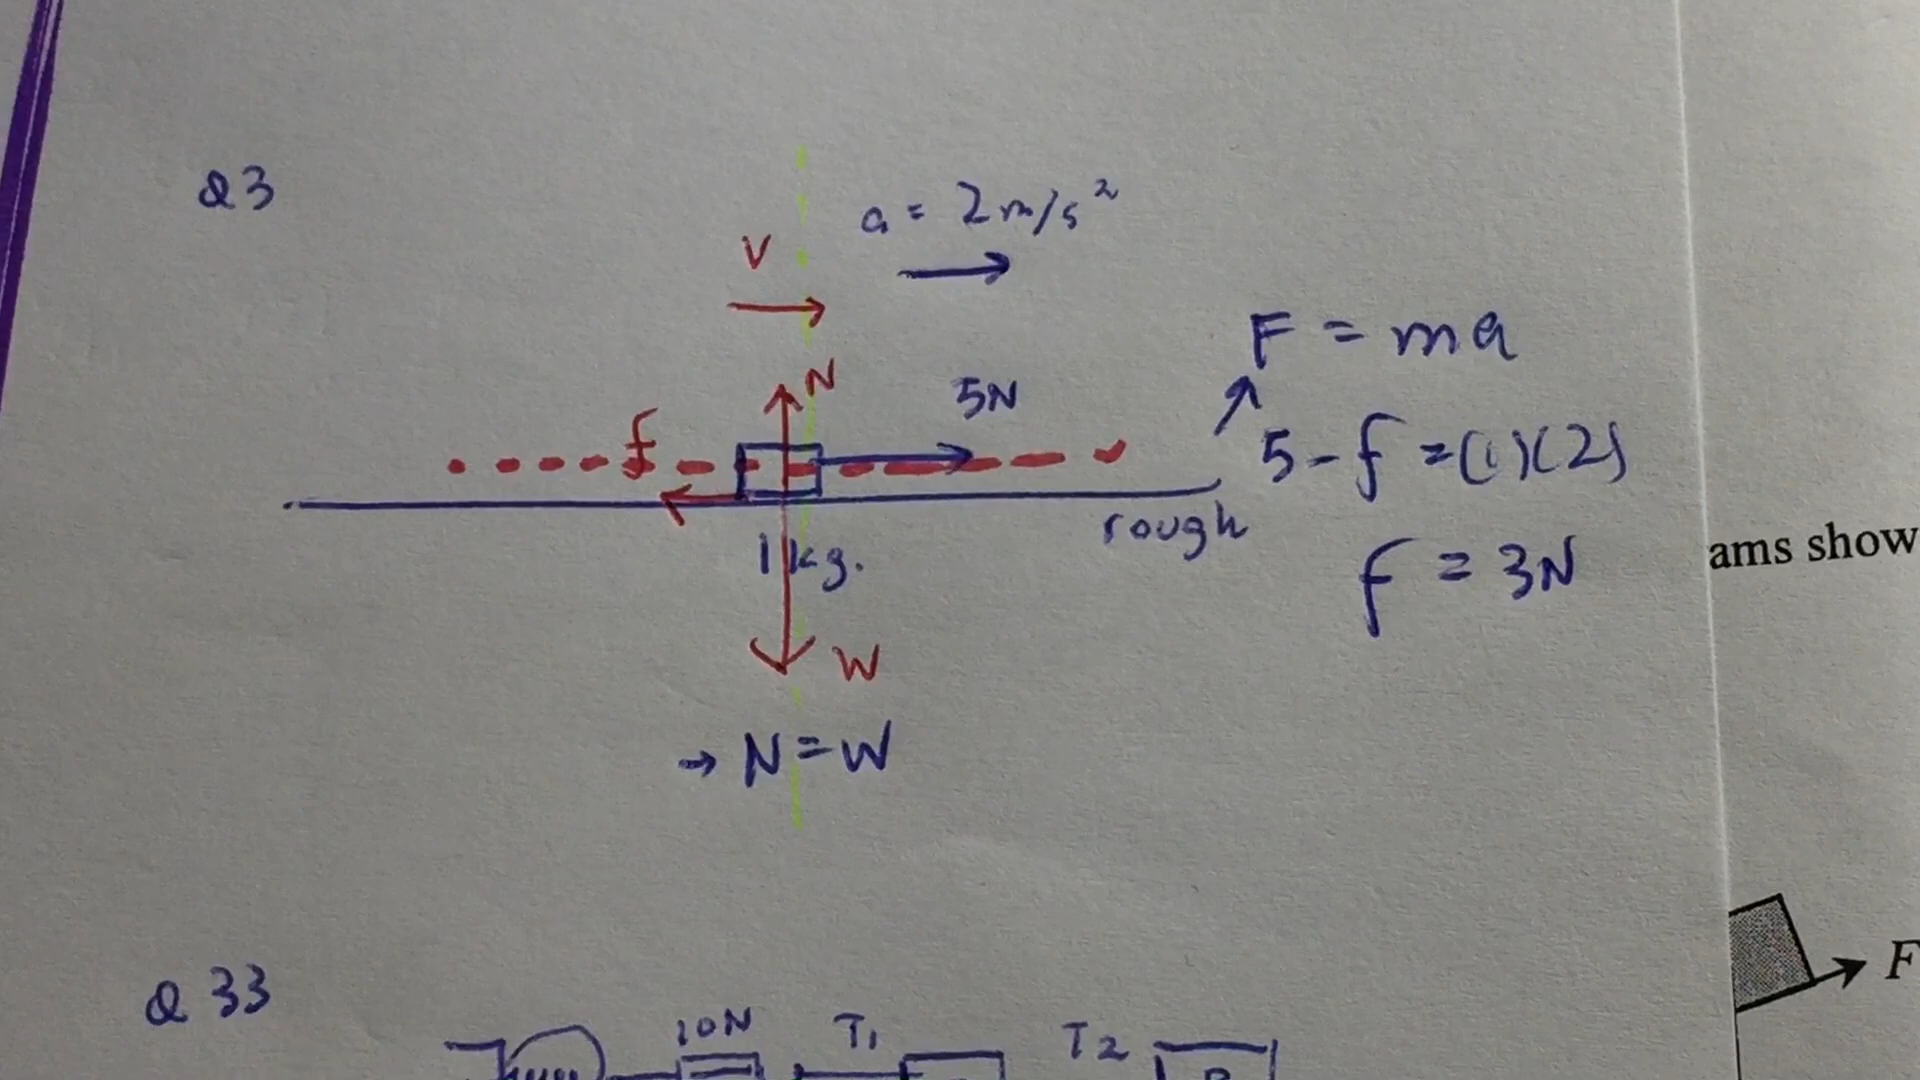 Q3
a = 2m/s²
V
F = ma
N
5N
f
5 - f = (1)(2)
rough
1kg.
f = 3N
W
→ N = W
ams show
F
Q 33
10N
T1
T2